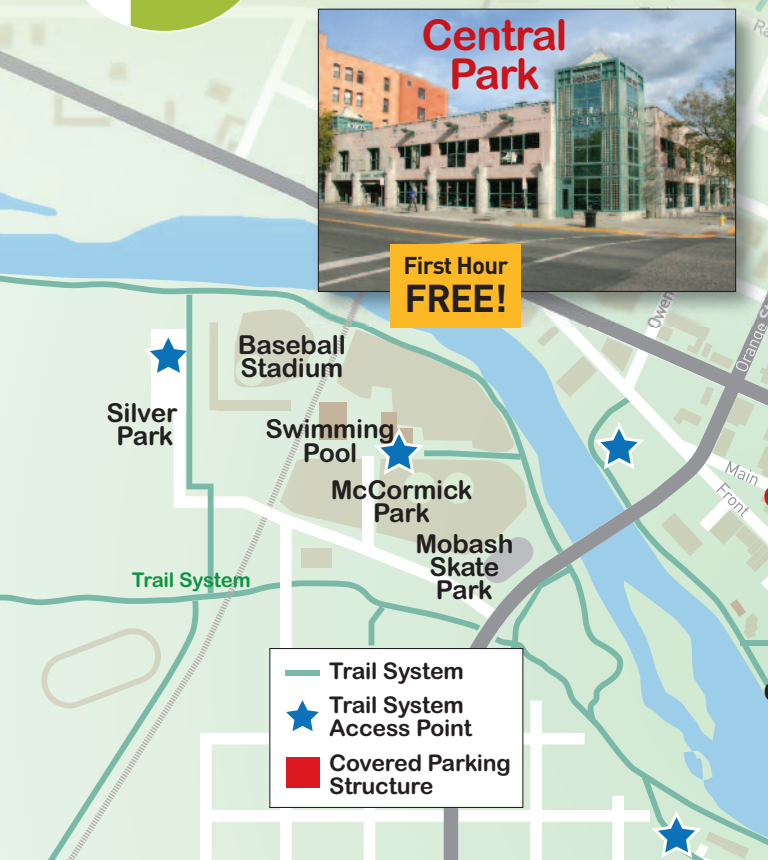 Central
Park
First Hour
FREE!
Owen
Orange St
Baseball
Stadium
Silver
Park
Swimming
Pool
McCormick
Park
Main
Front
Mobash
Skate
Park
Trail System
Trail System
Trail System
Access Point
Covered Parking
Structure